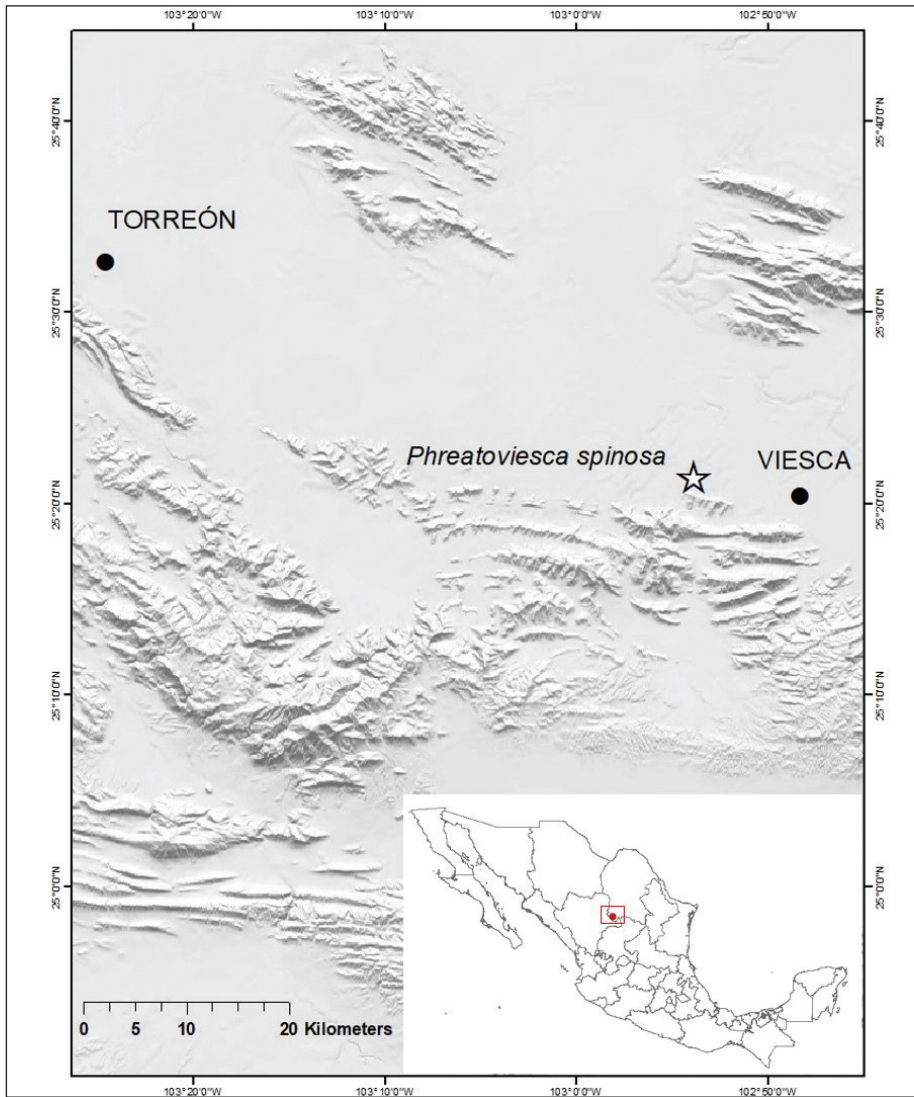 103°20'0"W 103°10'0"W 103°0'0"W 102°50'0"W
25°40'0"N 25°40'0"N
TORREÓN
25°30'0"N 25°30'0"N
Phreatoviesca spinosa VIESCA
25°20'0"N 25°20'0"N
25°10'0"N 25°10'0"N
25°0'0"N 25°0'0"N
0 5 10 20 Kilometers
103°20'0"W 103°10'0"W 103°0'0"W 102°50'0"W